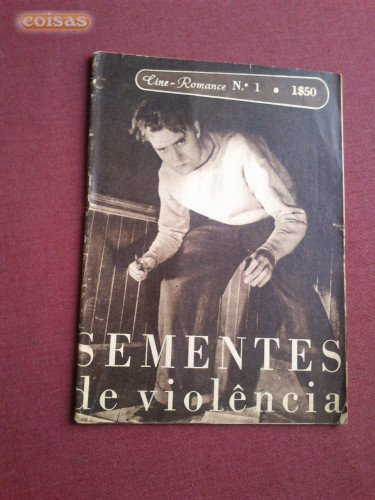 coisas
Cine-Romance N.º 1 • 1$50
SEMENTES
de violência